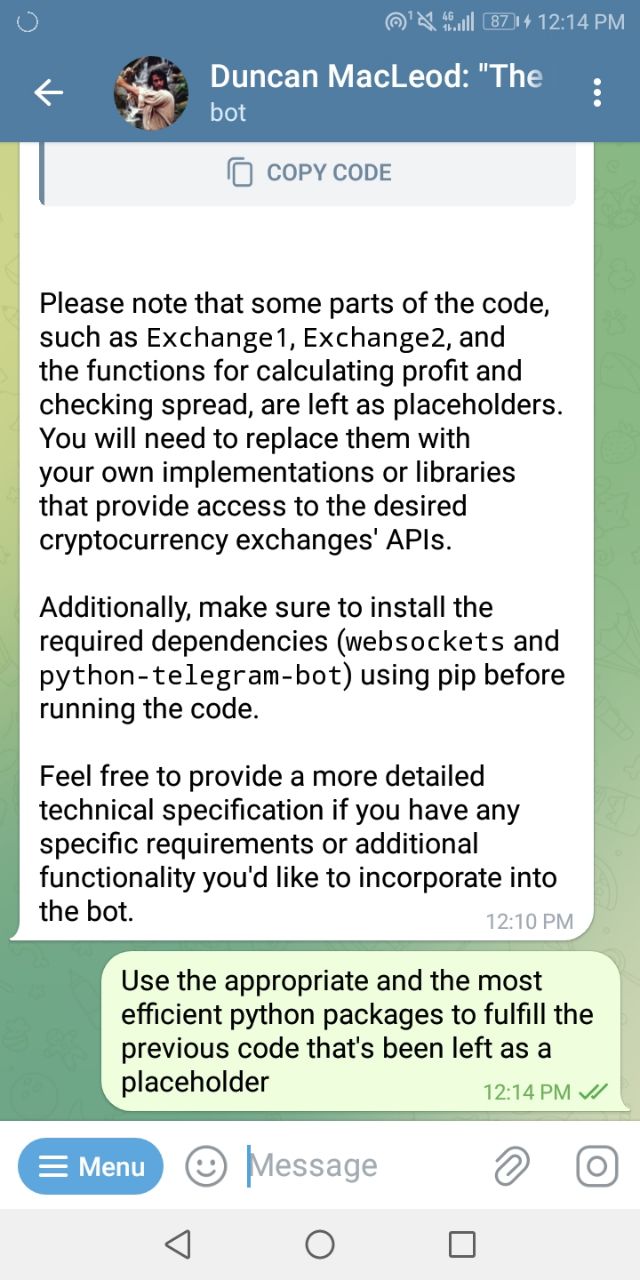 1 46 87 12:14 PM
Duncan MacLeod: "The
bot
COPY CODE
Please note that some parts of the code,
such as Exchange1, Exchange2, and
the functions for calculating profit and
checking spread, are left as placeholders.
You will need to replace them with
your own implementations or libraries
that provide access to the desired
cryptocurrency exchanges' APIs.
Additionally, make sure to install the
required dependencies (websockets and
python-telegram-bot) using pip before
running the code.
Feel free to provide a more detailed
technical specification if you have any
specific requirements or additional
functionality you'd like to incorporate into
the bot.
12:10 PM
Use the appropriate and the most
efficient python packages to fulfill the
previous code that's been left as a
placeholder
12:14 PM
Menu Message